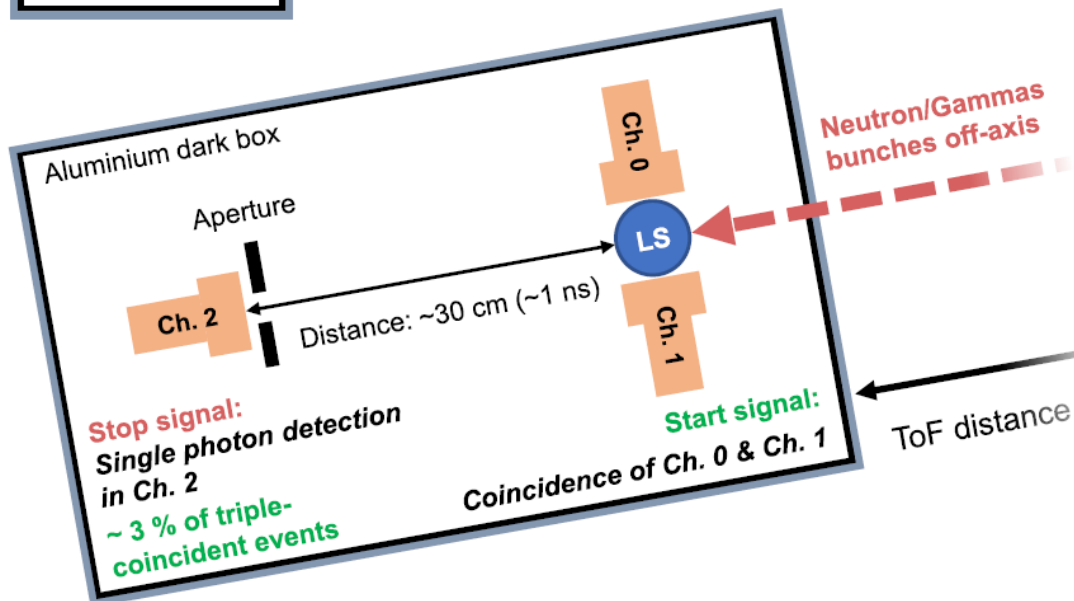 Aluminium dark box
Aperture
Ch. 0
Neutron/Gammas
bunches off-axis
LS
Ch. 2
Distance: ~30 cm (~1 ns)
Ch. 1
Stop signal:
Single photon detection
in Ch. 2
~ 3 % of triple-
coincident events
Start signal:
Coincidence of Ch. 0 & Ch. 1
ToF distance